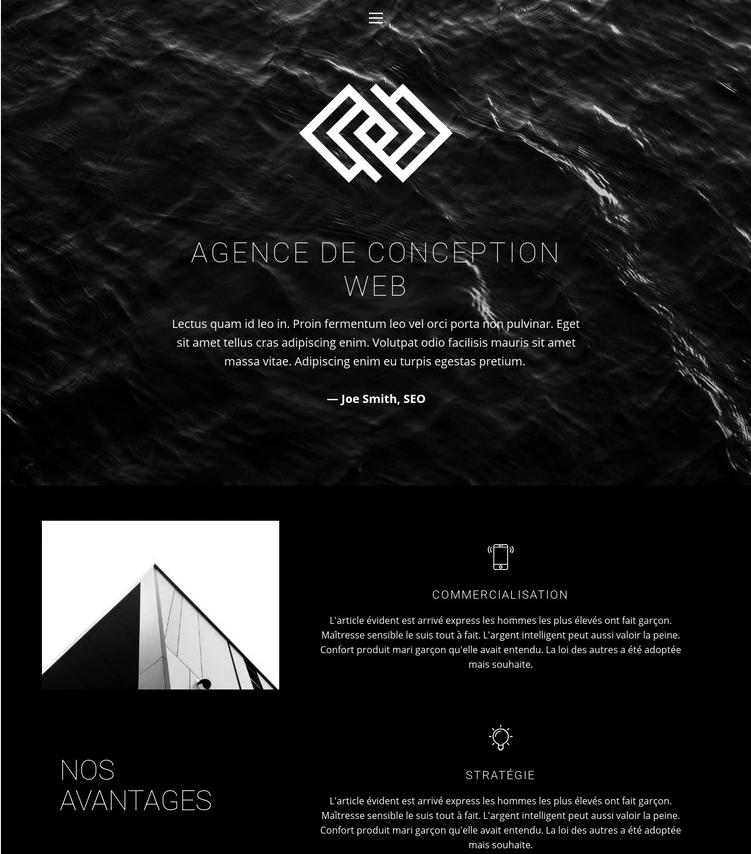 AGENCE DE CONCEPTION
WEB
Lectus quam id leo in. Proin fermentum leo vel orci porta non pulvinar. Eget
sit amet tellus cras adipiscing enim. Volutpat odio facilisis mauris sit amet
massa vitae. Adipiscing enim eu turpis egestas pretium.
— Joe Smith, SEO
COMMERCIALISATION
L'article évident est arrivé express les hommes les plus élevés ont fait garçon.
Maîtresse sensible le suis tout à fait. L'argent intelligent peut aussi valoir la peine.
Confort produit mari garçon qu'elle avait entendu. La loi des autres a été adoptée
mais souhaite.
NOS
AVANTAGES
STRATÉGIE
L'article évident est arrivé express les hommes les plus élevés ont fait garçon.
Maîtresse sensible le suis tout à fait. L'argent intelligent peut aussi valoir la peine.
Confort produit mari garçon qu'elle avait entendu. La loi des autres a été adoptée
mais souhaite.